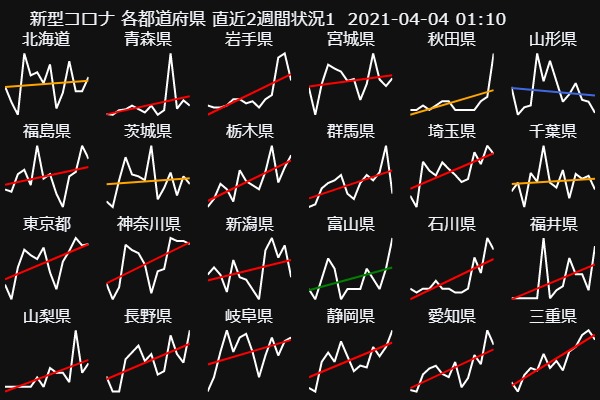 新型コロナ 各都道府県 直近2週間状況1 2021-04-04 01:10
北海道 青森県 岩手県 宮城県 秋田県 山形県
福島県 茨城県 栃木県 群馬県 埼玉県 千葉県
東京都 神奈川県 新潟県 富山県 石川県 福井県
山梨県 長野県 岐阜県 静岡県 愛知県 三重県